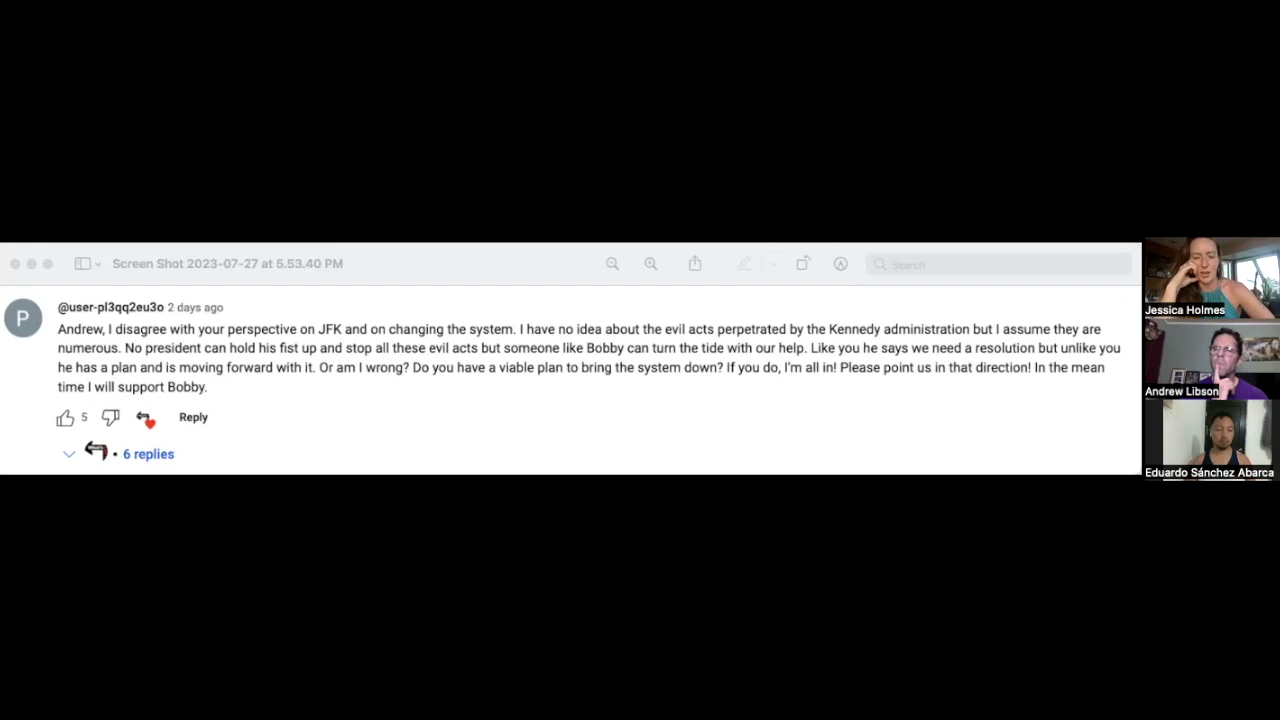 Screen Shot 2023-07-27 at 5.53.40 PM
Search
@user-pl3qq2eu3o 2 days ago
P
Andrew, I disagree with your perspective on JFK and on changing the system. I have no idea about the evil acts perpetrated by the Kennedy administration but I assume they are
numerous. No president can hold his fist up and stop all these evil acts but someone like Bobby can turn the tide with our help. Like you he says we need a resolution but unlike you
he has a plan and is moving forward with it. Or am I wrong? Do you have a viable plan to bring the system down? If you do, I'm all in! Please point us in that direction! In the mean
time I will support Bobby.
5
Reply
• 6 replies
Jessica Holmes
Andrew Libson
Eduardo Sánchez Abarca